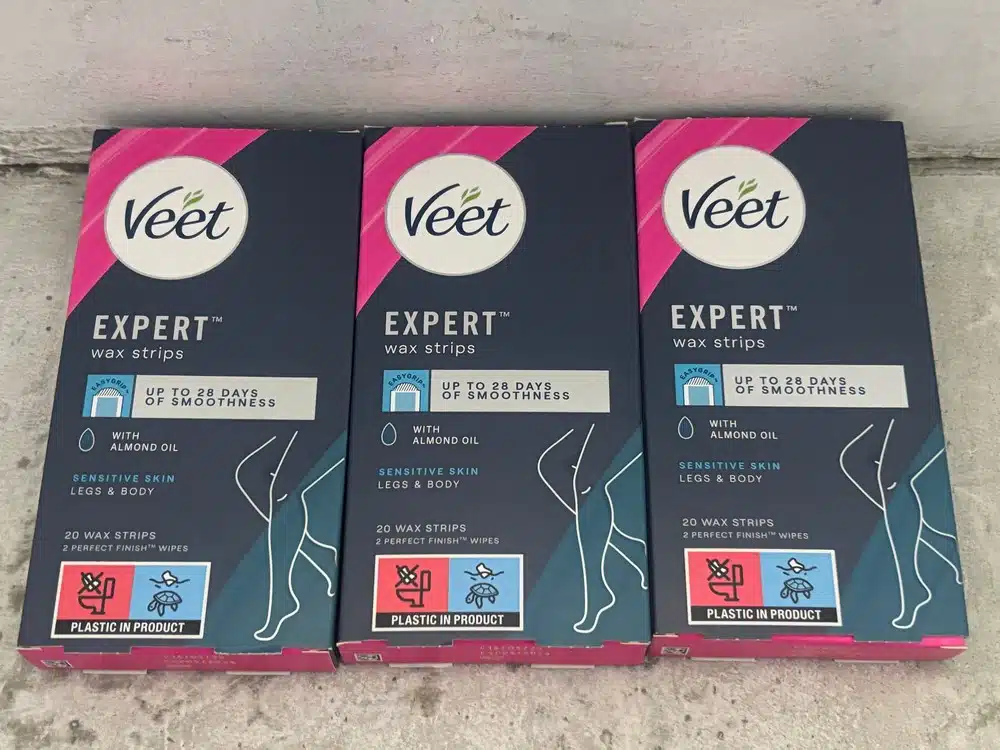 Veet
EXPERT™
wax strips
EASYGRIP™
UP TO 28 DAYS
OF SMOOTHNESS
WITH
ALMOND OIL
SENSITIVE SKIN
LEGS & BODY
20 WAX STRIPS
2 PERFECT FINISH™ WIPES
PLASTIC IN PRODUCT
Veet
EXPERT™
wax strips
EASYGRIP™
UP TO 28 DAYS
OF SMOOTHNESS
WITH
ALMOND OIL
SENSITIVE SKIN
LEGS & BODY
20 WAX STRIPS
2 PERFECT FINISH™ WIPES
PLASTIC IN PRODUCT
Veet
EXPERT™
wax strips
EASYGRIP™
UP TO 28 DAYS
OF SMOOTHNESS
WITH
ALMOND OIL
SENSITIVE SKIN
LEGS & BODY
20 WAX STRIPS
2 PERFECT FINISH™ WIPES
PLASTIC IN PRODUCT